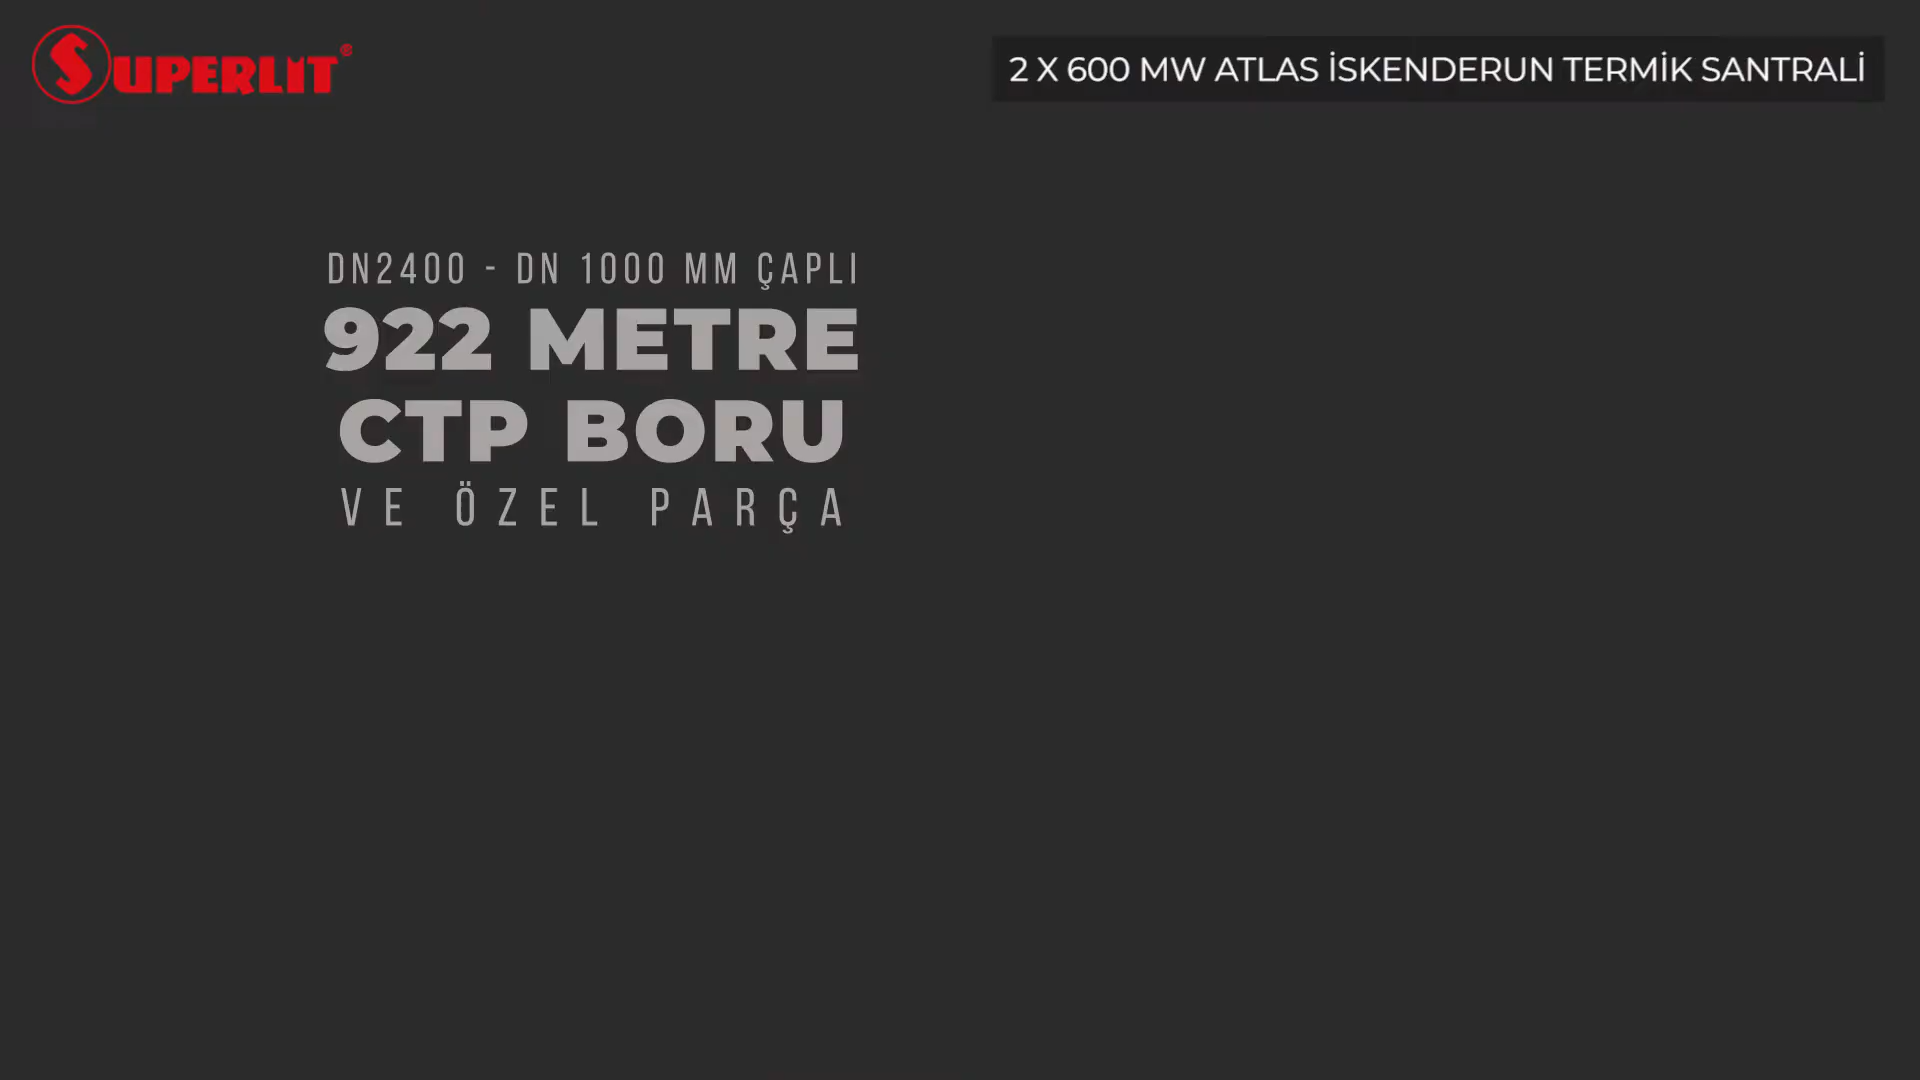 SUPERLIT®
2 X 600 MW ATLAS İSKENDERUN TERMİK SANTRALİ
DN2400 - DN 1000 MM ÇAPLI
922 METRE
CTP BORU
VE ÖZEL PARÇA